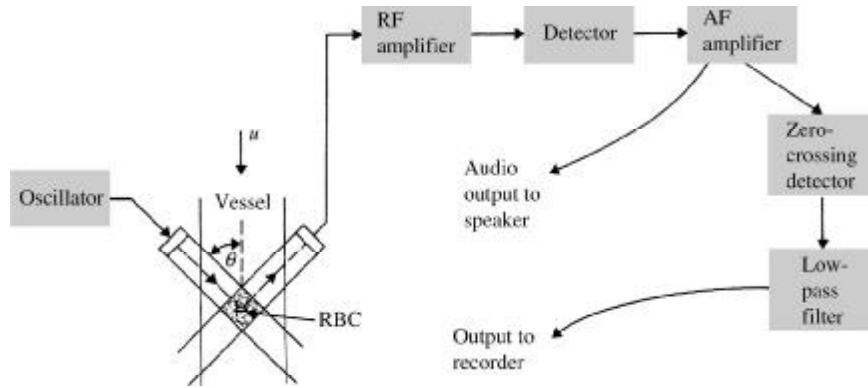 RF
amplifier
Detector
AF
amplifier
Zero-
crossing
detector
Low-
pass
filter
Audio
output to
speaker
Output to
recorder
Oscillator
u
Vessel
θ
RBC